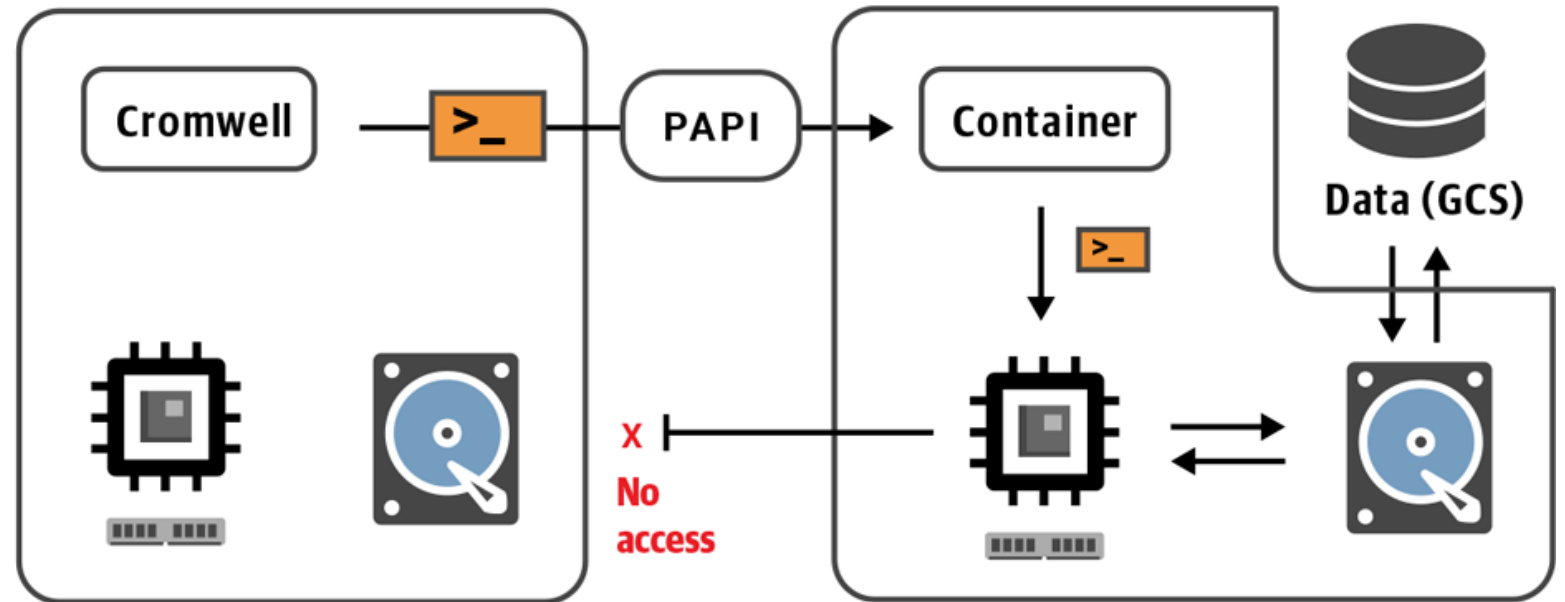 Cromwell
>_
PAPI
Container
Data (GCS)
>_
X
No
access